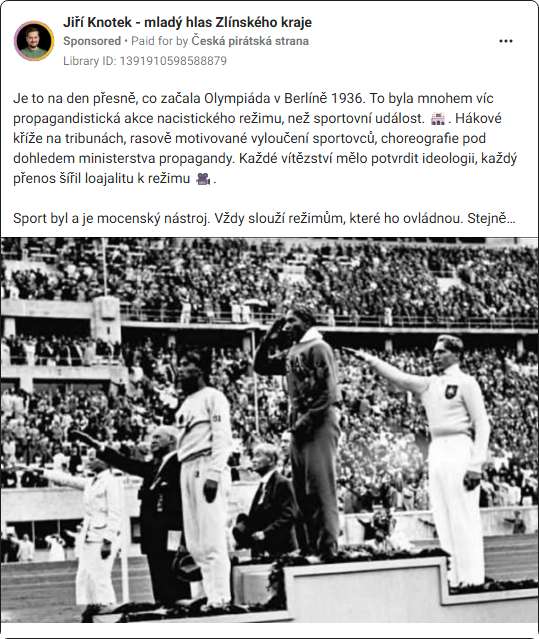 Jiří Knotek - mladý hlas Zlínského kraje
Sponsored • Paid for by Česká pirátská strana
Library ID: 1391910598588879
Je to na den přesně, co začala Olympiáda v Berlíně 1936. To byla mnohem víc
propagandistická akce nacistického režimu, než sportovní událost. 🏟. Hákové
kříže na tribunách, rasově motivované vyloučení sportovců, choreografie pod
dohledem ministerstva propagandy. Každé vítězství mělo potvrdit ideologii, každý
přenos šířil loajalitu k režimu 🎥.
Sport byl a je mocenský nástroj. Vždy slouží režimům, které ho ovládnou. Stejně...